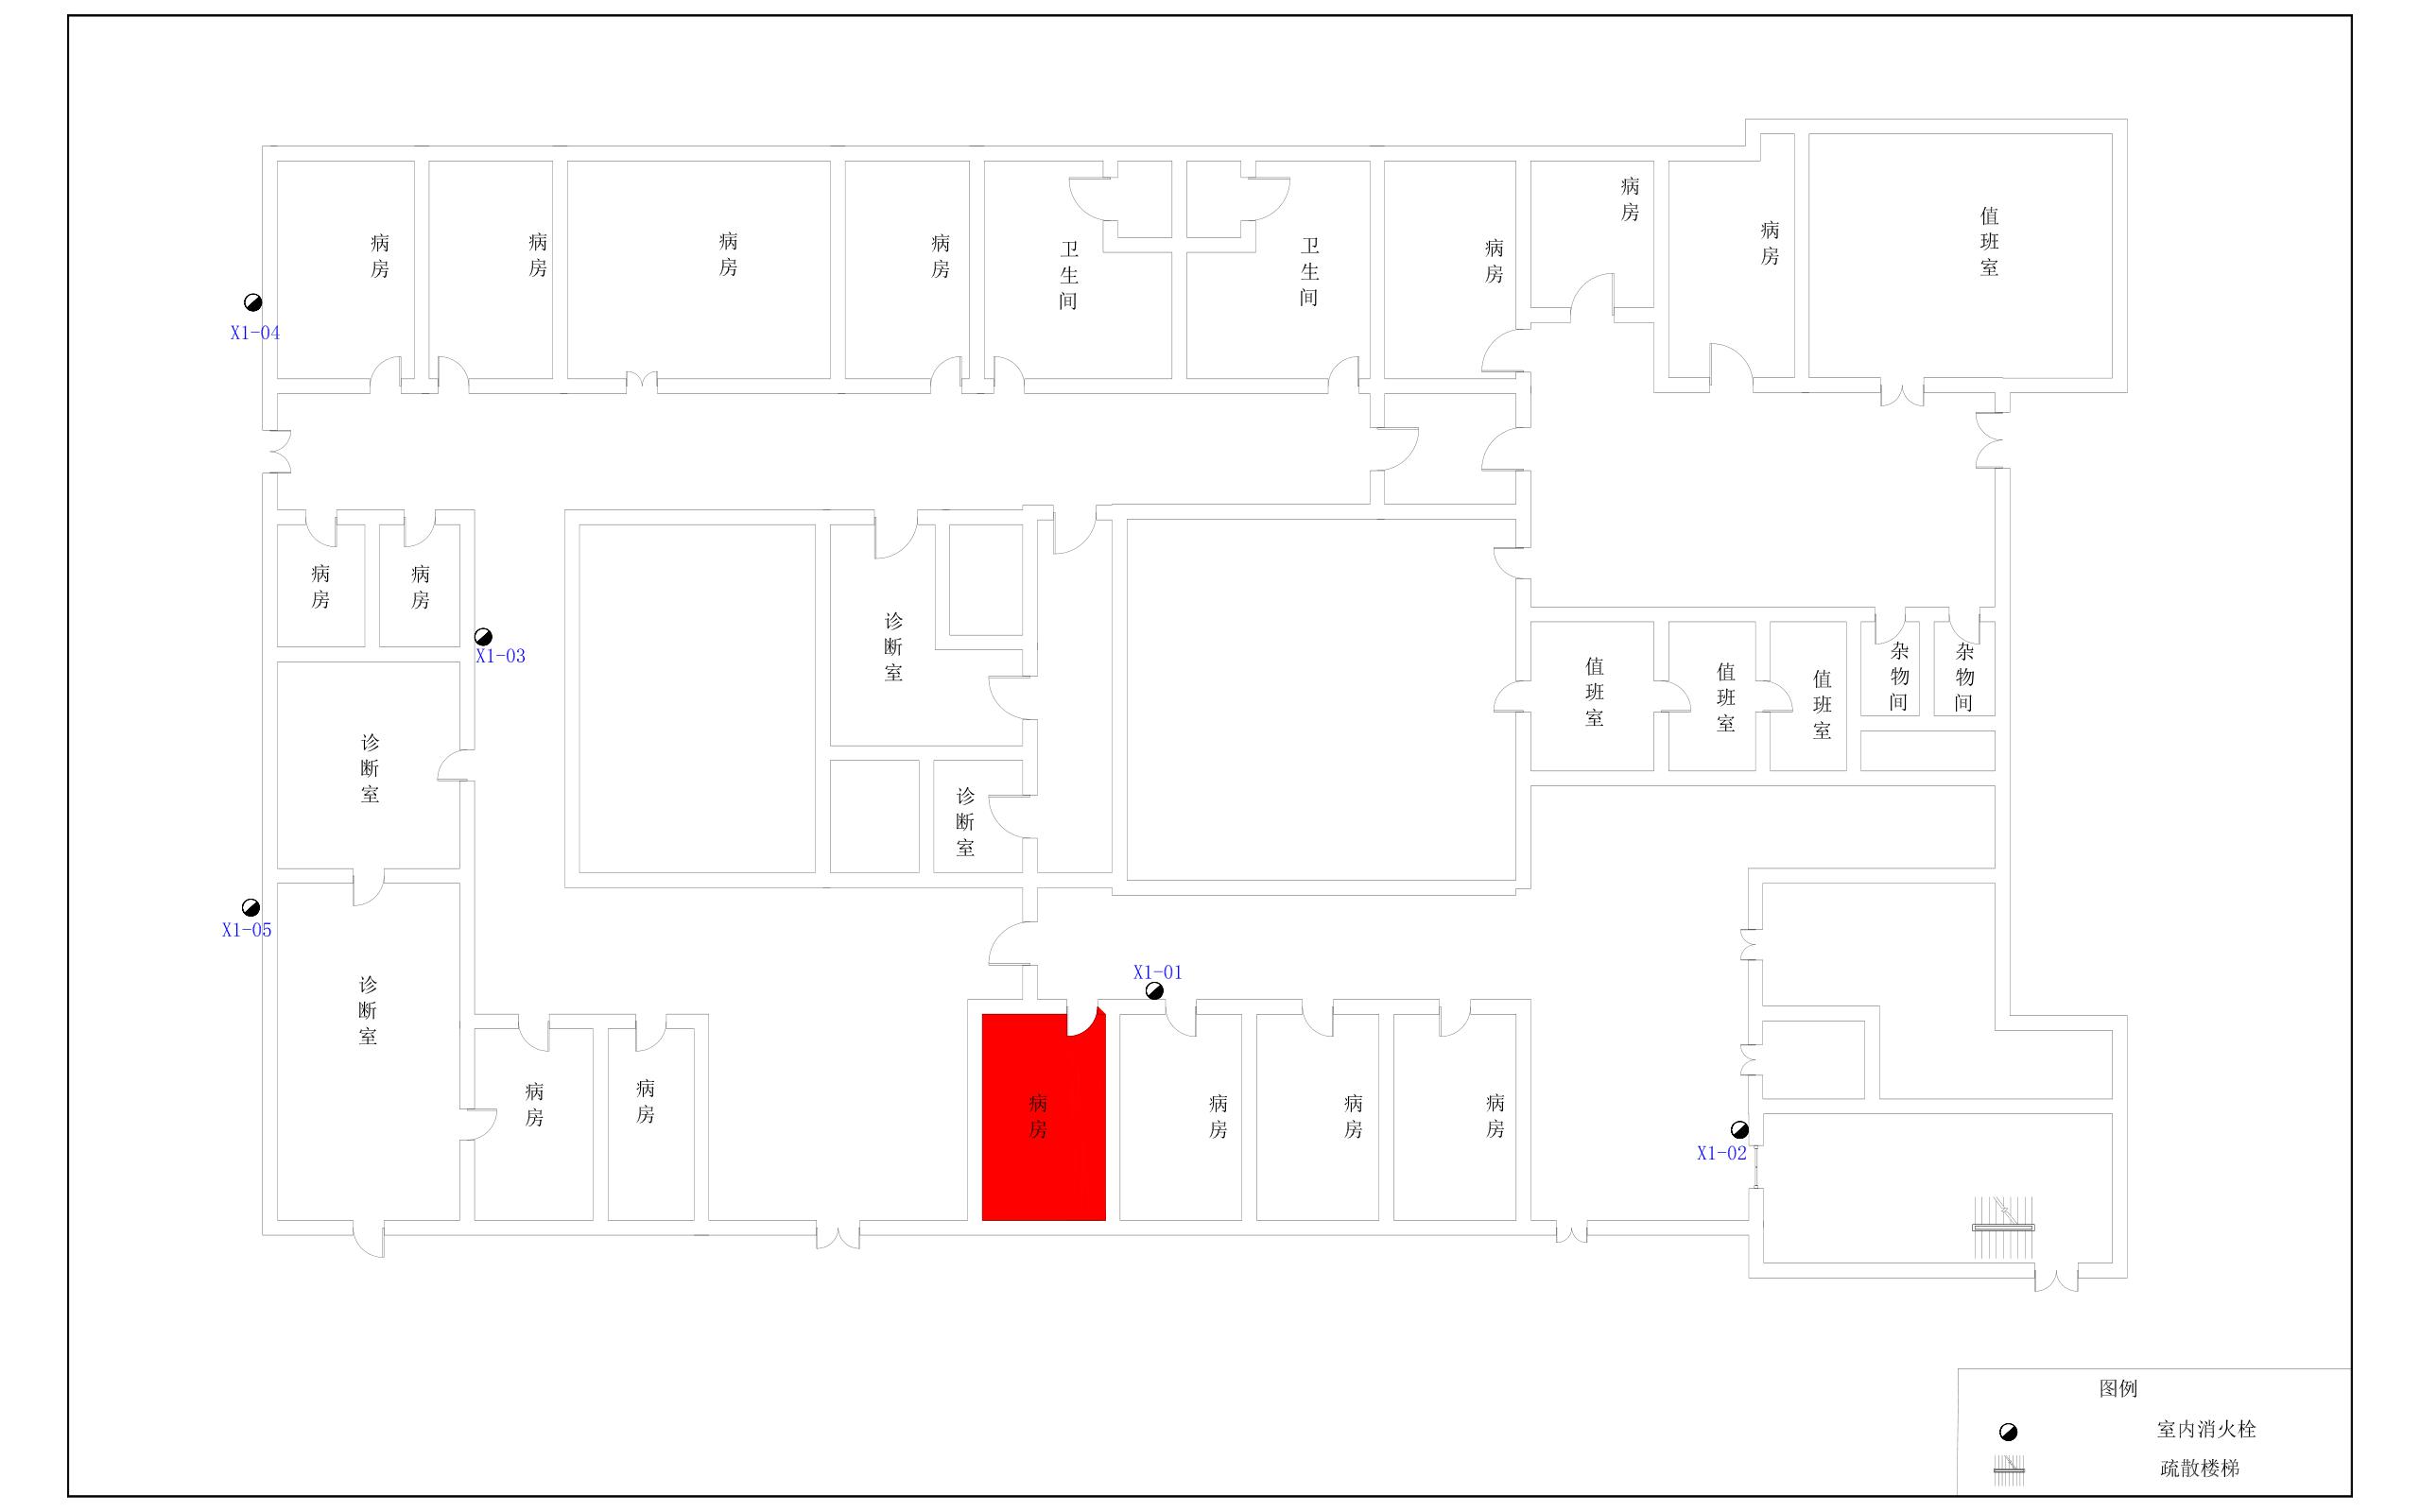 病房
病房
值班室
病房
病房
病房
病房
病房
卫生间
卫生间
病房
X1-04
病房
病房
诊断室
X1-03
杂物间
杂物间
值班室
值班室
值班室
诊断室
诊断室
X1-05
X1-01
诊断室
病房
病房
病房
病房
病房
病房
X1-02
图例
室内消火栓
疏散楼梯